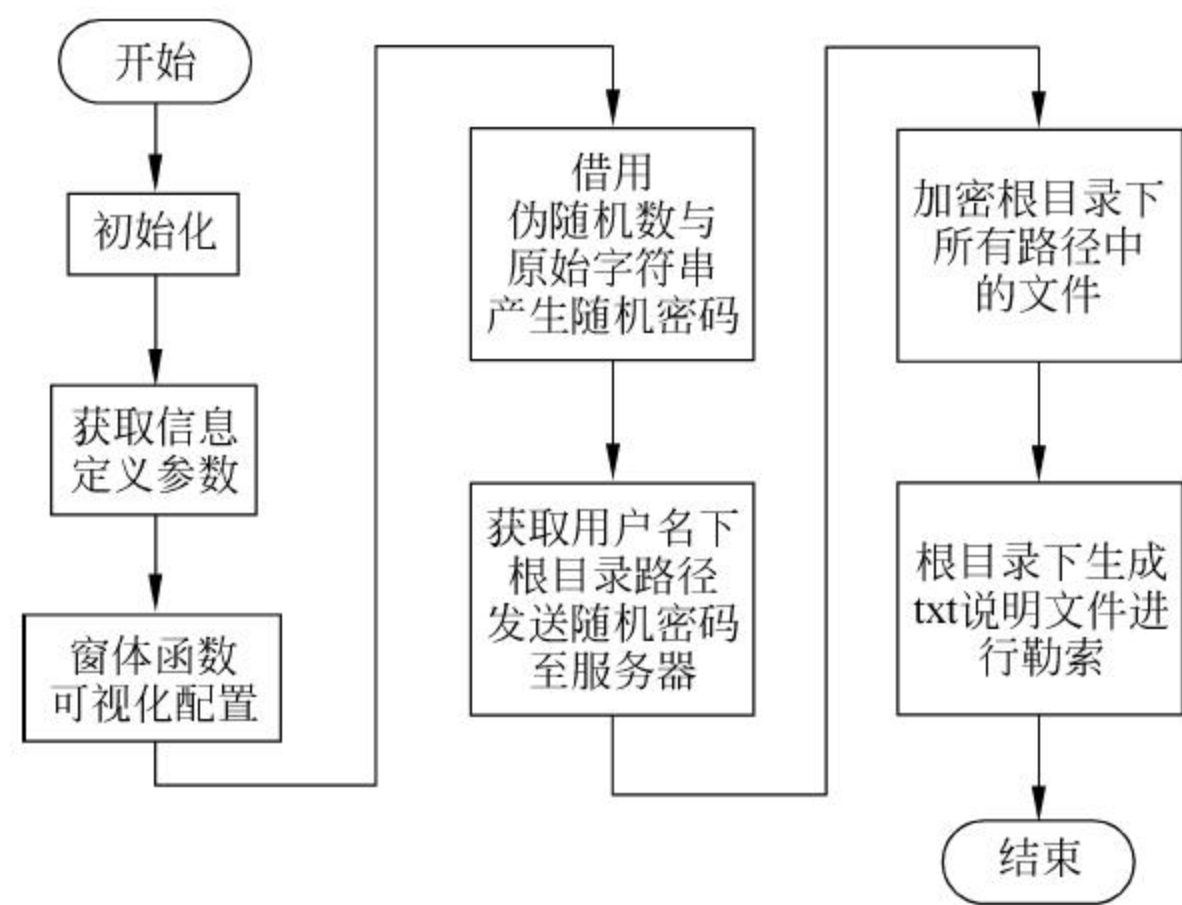 开始
初始化
获取信息
定义参数
窗体函数
可视化配置
借用
伪随机数与
原始字符串
产生随机密码
获取用户名下
根目录路径
发送随机密码
至服务器
加密根目录下
所有路径中
的文件
根目录下生成
txt说明文件进
行勒索
结束